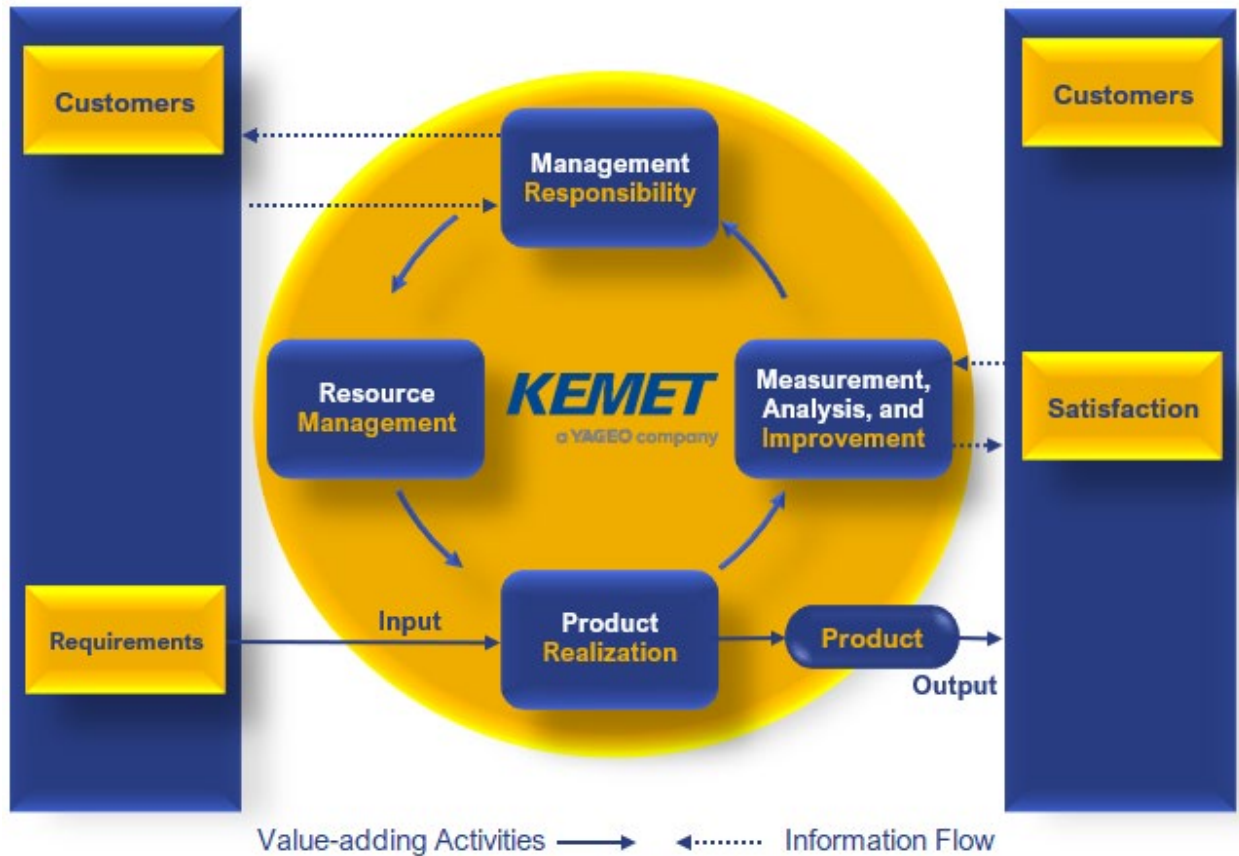 Customers
Customers
Management
Responsibility
Resource
Management
KEMET
a YAGEO company
Measurement,
Analysis, and
Improvement
Satisfaction
Requirements
Input
Product
Realization
Product
Output
Value-adding Activities
Information Flow